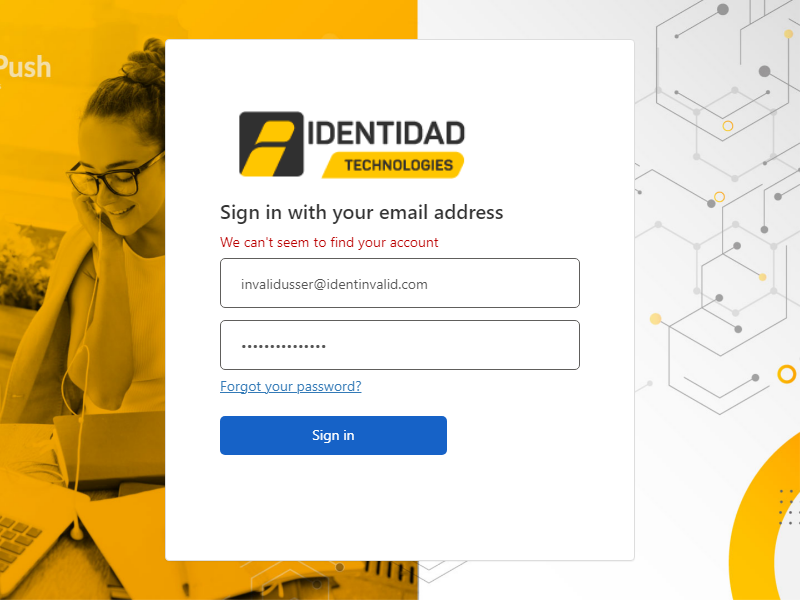 Push
IDENTIDAD
TECHNOLOGIES
Sign in with your email address
We can't seem to find your account
invalidusser@identinvalid.com
•••••••••••••••
Forgot your password?
Sign in